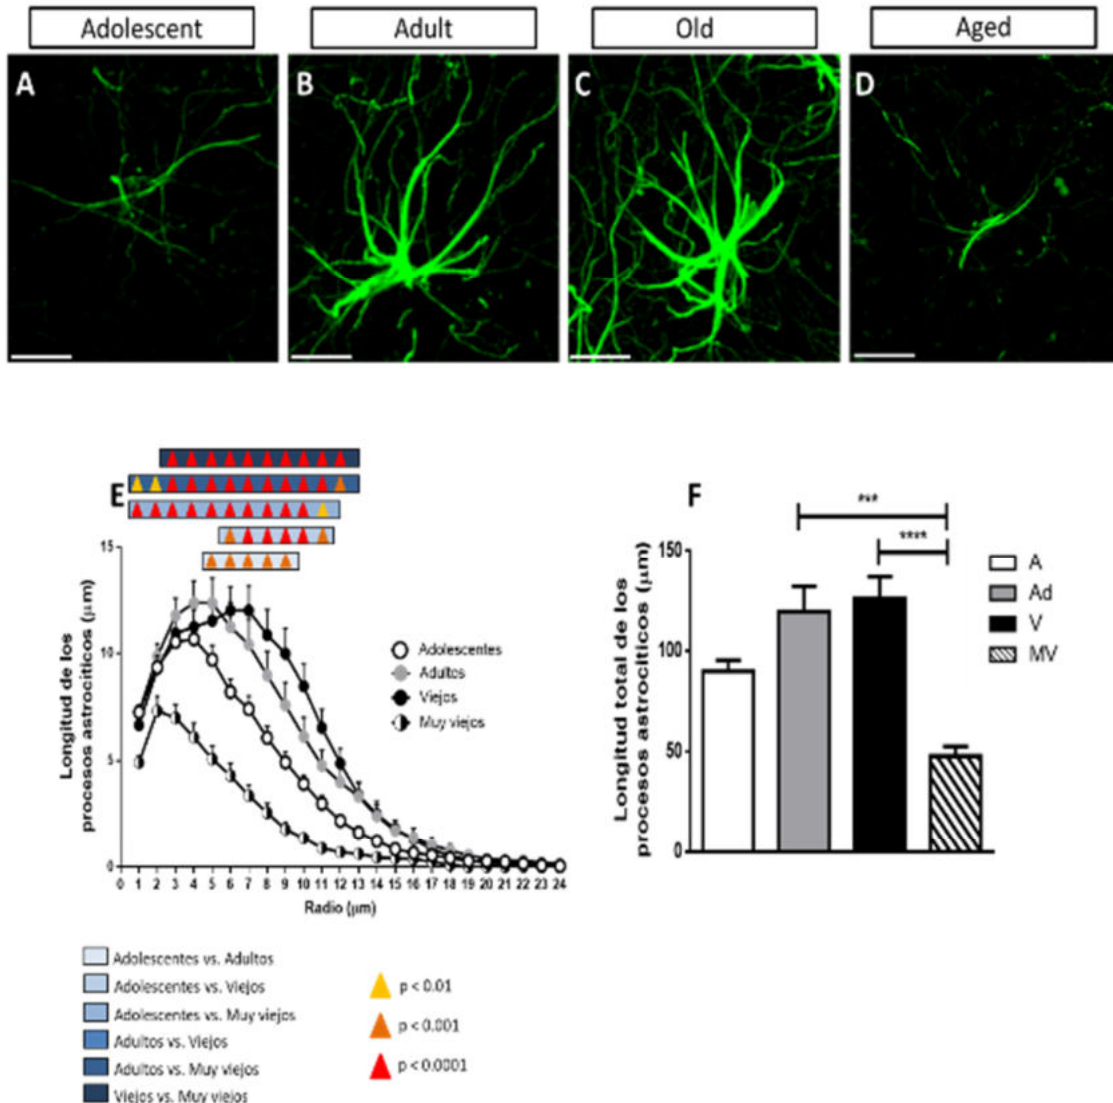 Adolescent
Adult
Old
Aged
A
B
C
D
E
15
10
5
0
Longitud de los
procesos astrocíticos (μm)
0 1 2 3 4 5 6 7 8 9 10 11 12 13 14 15 16 17 18 19 20 21 22 23 24
Radio (μm)
Adolescentes
Adultos
Viejos
Muy viejos
F
***
****
150
100
50
0
Longitud total de los
procesos astrocíticos (μm)
A
Ad
V
MV
Adolescentes vs. Adultos
Adolescentes vs. Viejos
Adolescentes vs. Muy viejos
Adultos vs. Viejos
Adultos vs. Muy viejos
Viejos vs. Muy viejos
p < 0.01
p < 0.001
p < 0.0001